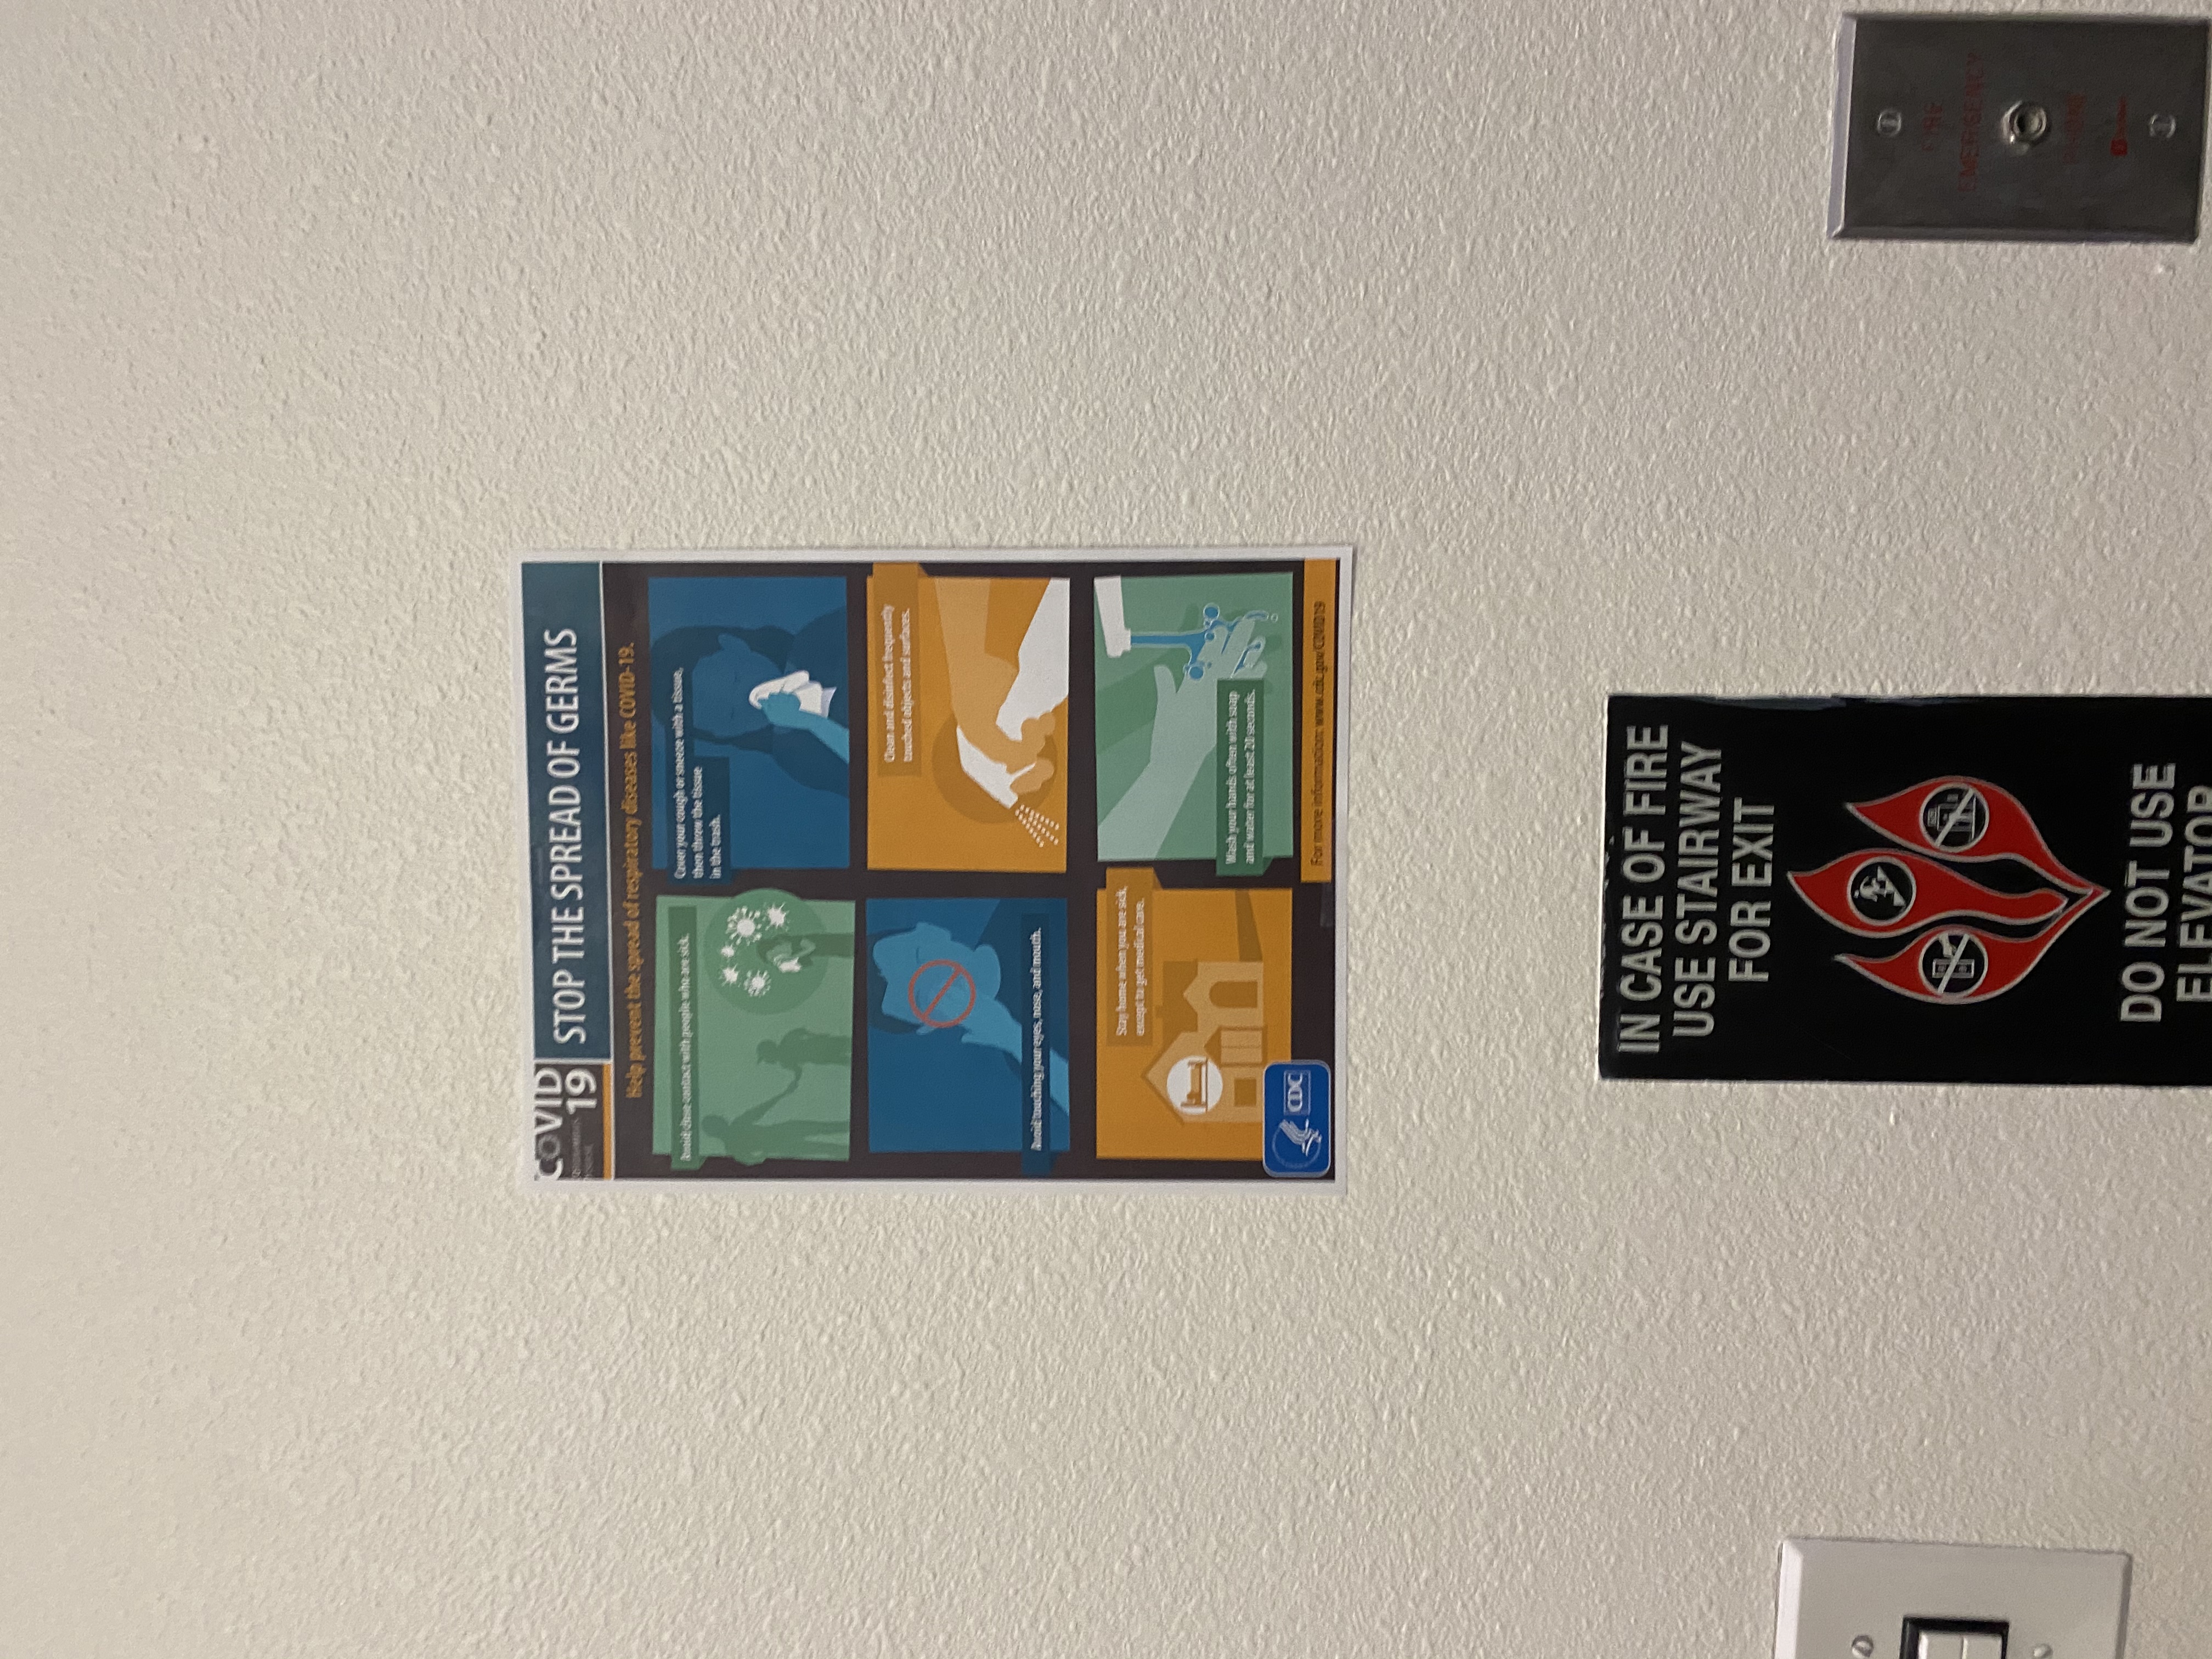 COVID
19
STOP THE SPREAD OF GERMS
Help prevent the spread of respiratory diseases like COVID-19.
Avoid close contact with people who are sick.
Cover your cough or sneeze with a tissue,
then throw the tissue
in the trash.
Avoid touching your eyes, nose, and mouth.
Clean and disinfect frequently
touched objects and surfaces.
Stay home when you are sick,
except to get medical care.
Wash your hands often with soap
and water for at least 20 seconds.
CDC
For more information: www.cdc.gov/COVID19
IN CASE OF FIRE
USE STAIRWAY
FOR EXIT
DO NOT USE
ELEVATOR
FIRE
EMERGENCY